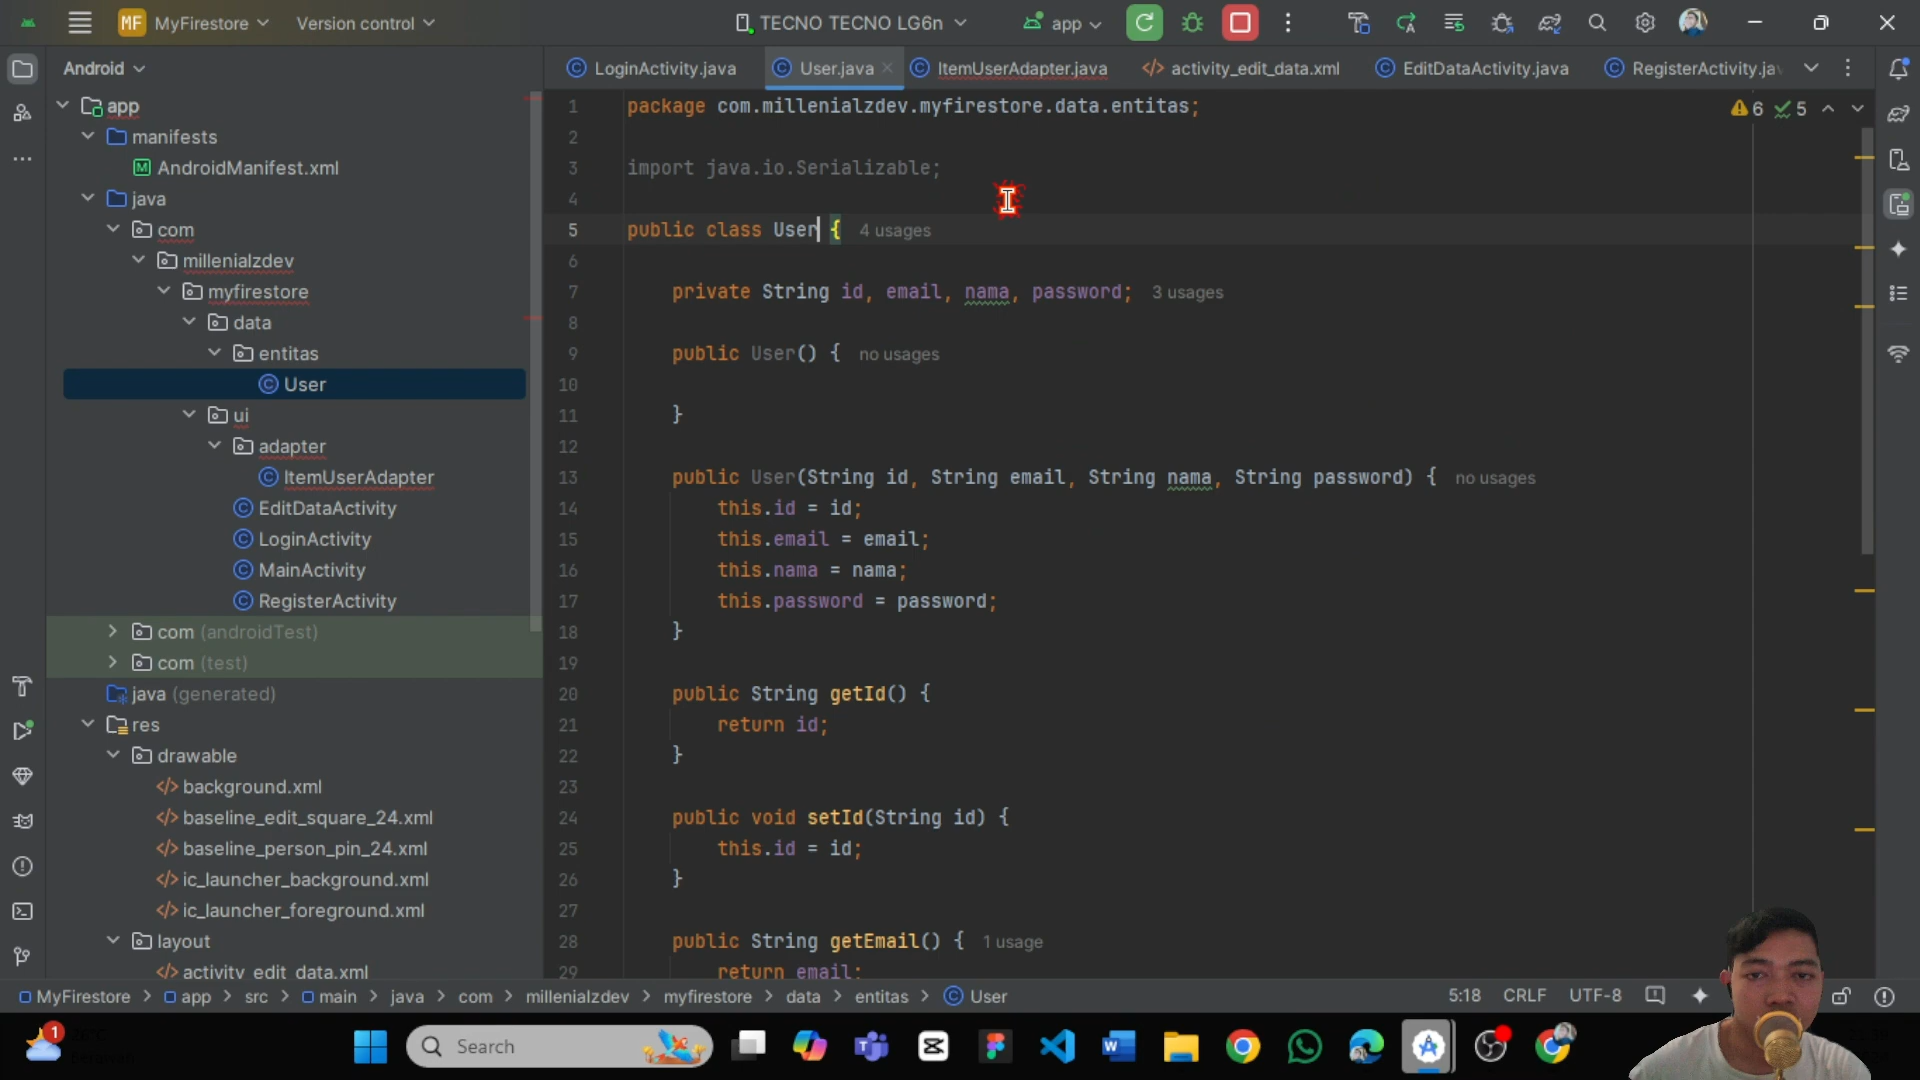 MF MyFirestore Version control TECNO TECNO LG6n app
Android
LoginActivity.java User.java ItemUserAdapter.java activity_edit_data.xml EditDataActivity.java RegisterActivity.ja
app
manifests
AndroidManifest.xml
java
com
millenialzdev
myfirestore
data
entitas
User
ui
adapter
ItemUserAdapter
EditDataActivity
LoginActivity
MainActivity
RegisterActivity
com (androidTest)
com (test)
java (generated)
res
drawable
background.xml
baseline_edit_square_24.xml
baseline_person_pin_24.xml
ic_launcher_background.xml
ic_launcher_foreground.xml
layout
activity_edit_data.xml
6 5
1 package com.millenialzdev.myfirestore.data.entitas;
2
3 import java.io.Serializable;
4
5 public class User { 4 usages
6
7 private String id, email, nama, password; 3 usages
8
9 public User() { no usages
10
11 }
12
13 public User(String id, String email, String nama, String password) { no usages
14 this.id = id;
15 this.email = email;
16 this.nama = nama;
17 this.password = password;
18 }
19
20 public String getId() {
21 return id;
22 }
23
24 public void setId(String id) {
25 this.id = id;
26 }
27
28 public String getEmail() { 1 usage
29 return email;
MyFirestore > app > src > main > java > com > millenialzdev > myfirestore > data > entitas > User 5:18 CRLF UTF-8
1 Search